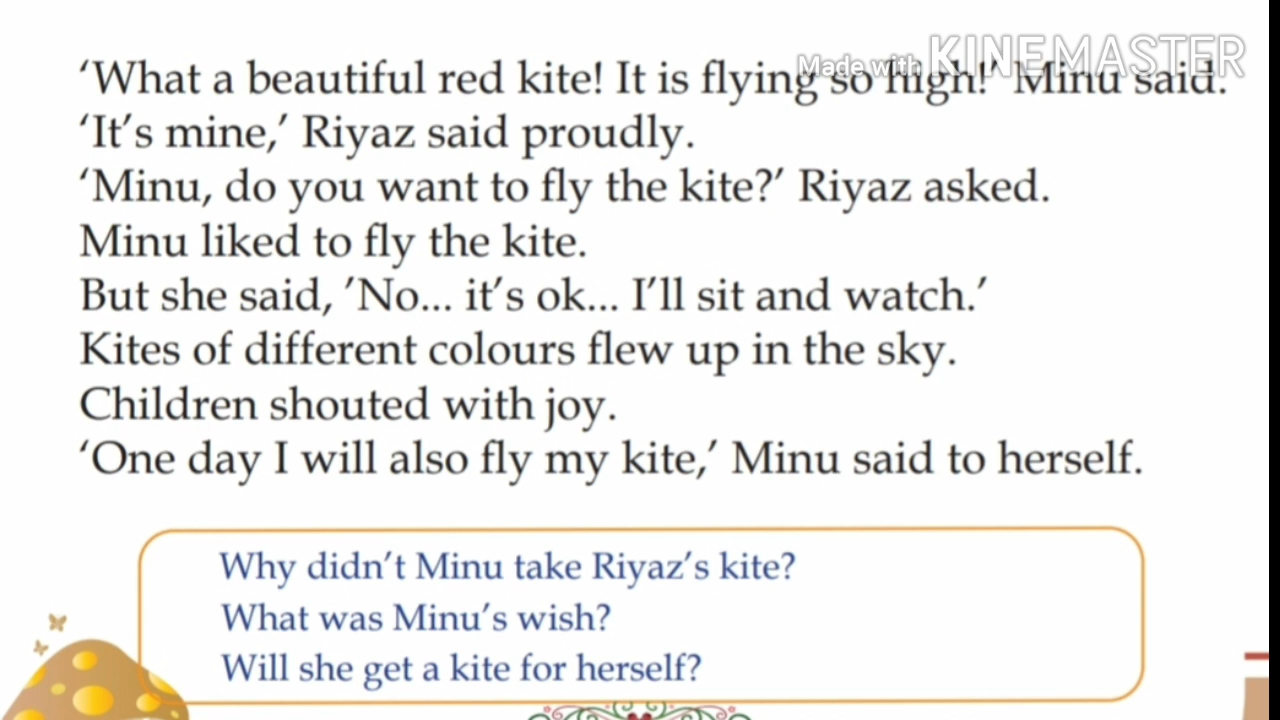 ‘What a beautiful red kite! It is flying so high!’ Minu said.
Made with KINEMASTER
‘It’s mine,’ Riyaz said proudly.
‘Minu, do you want to fly the kite?’ Riyaz asked.
Minu liked to fly the kite.
But she said, ’No... it’s ok... I’ll sit and watch.’
Kites of different colours flew up in the sky.
Children shouted with joy.
‘One day I will also fly my kite,’ Minu said to herself.
Why didn’t Minu take Riyaz’s kite?
What was Minu’s wish?
Will she get a kite for herself?